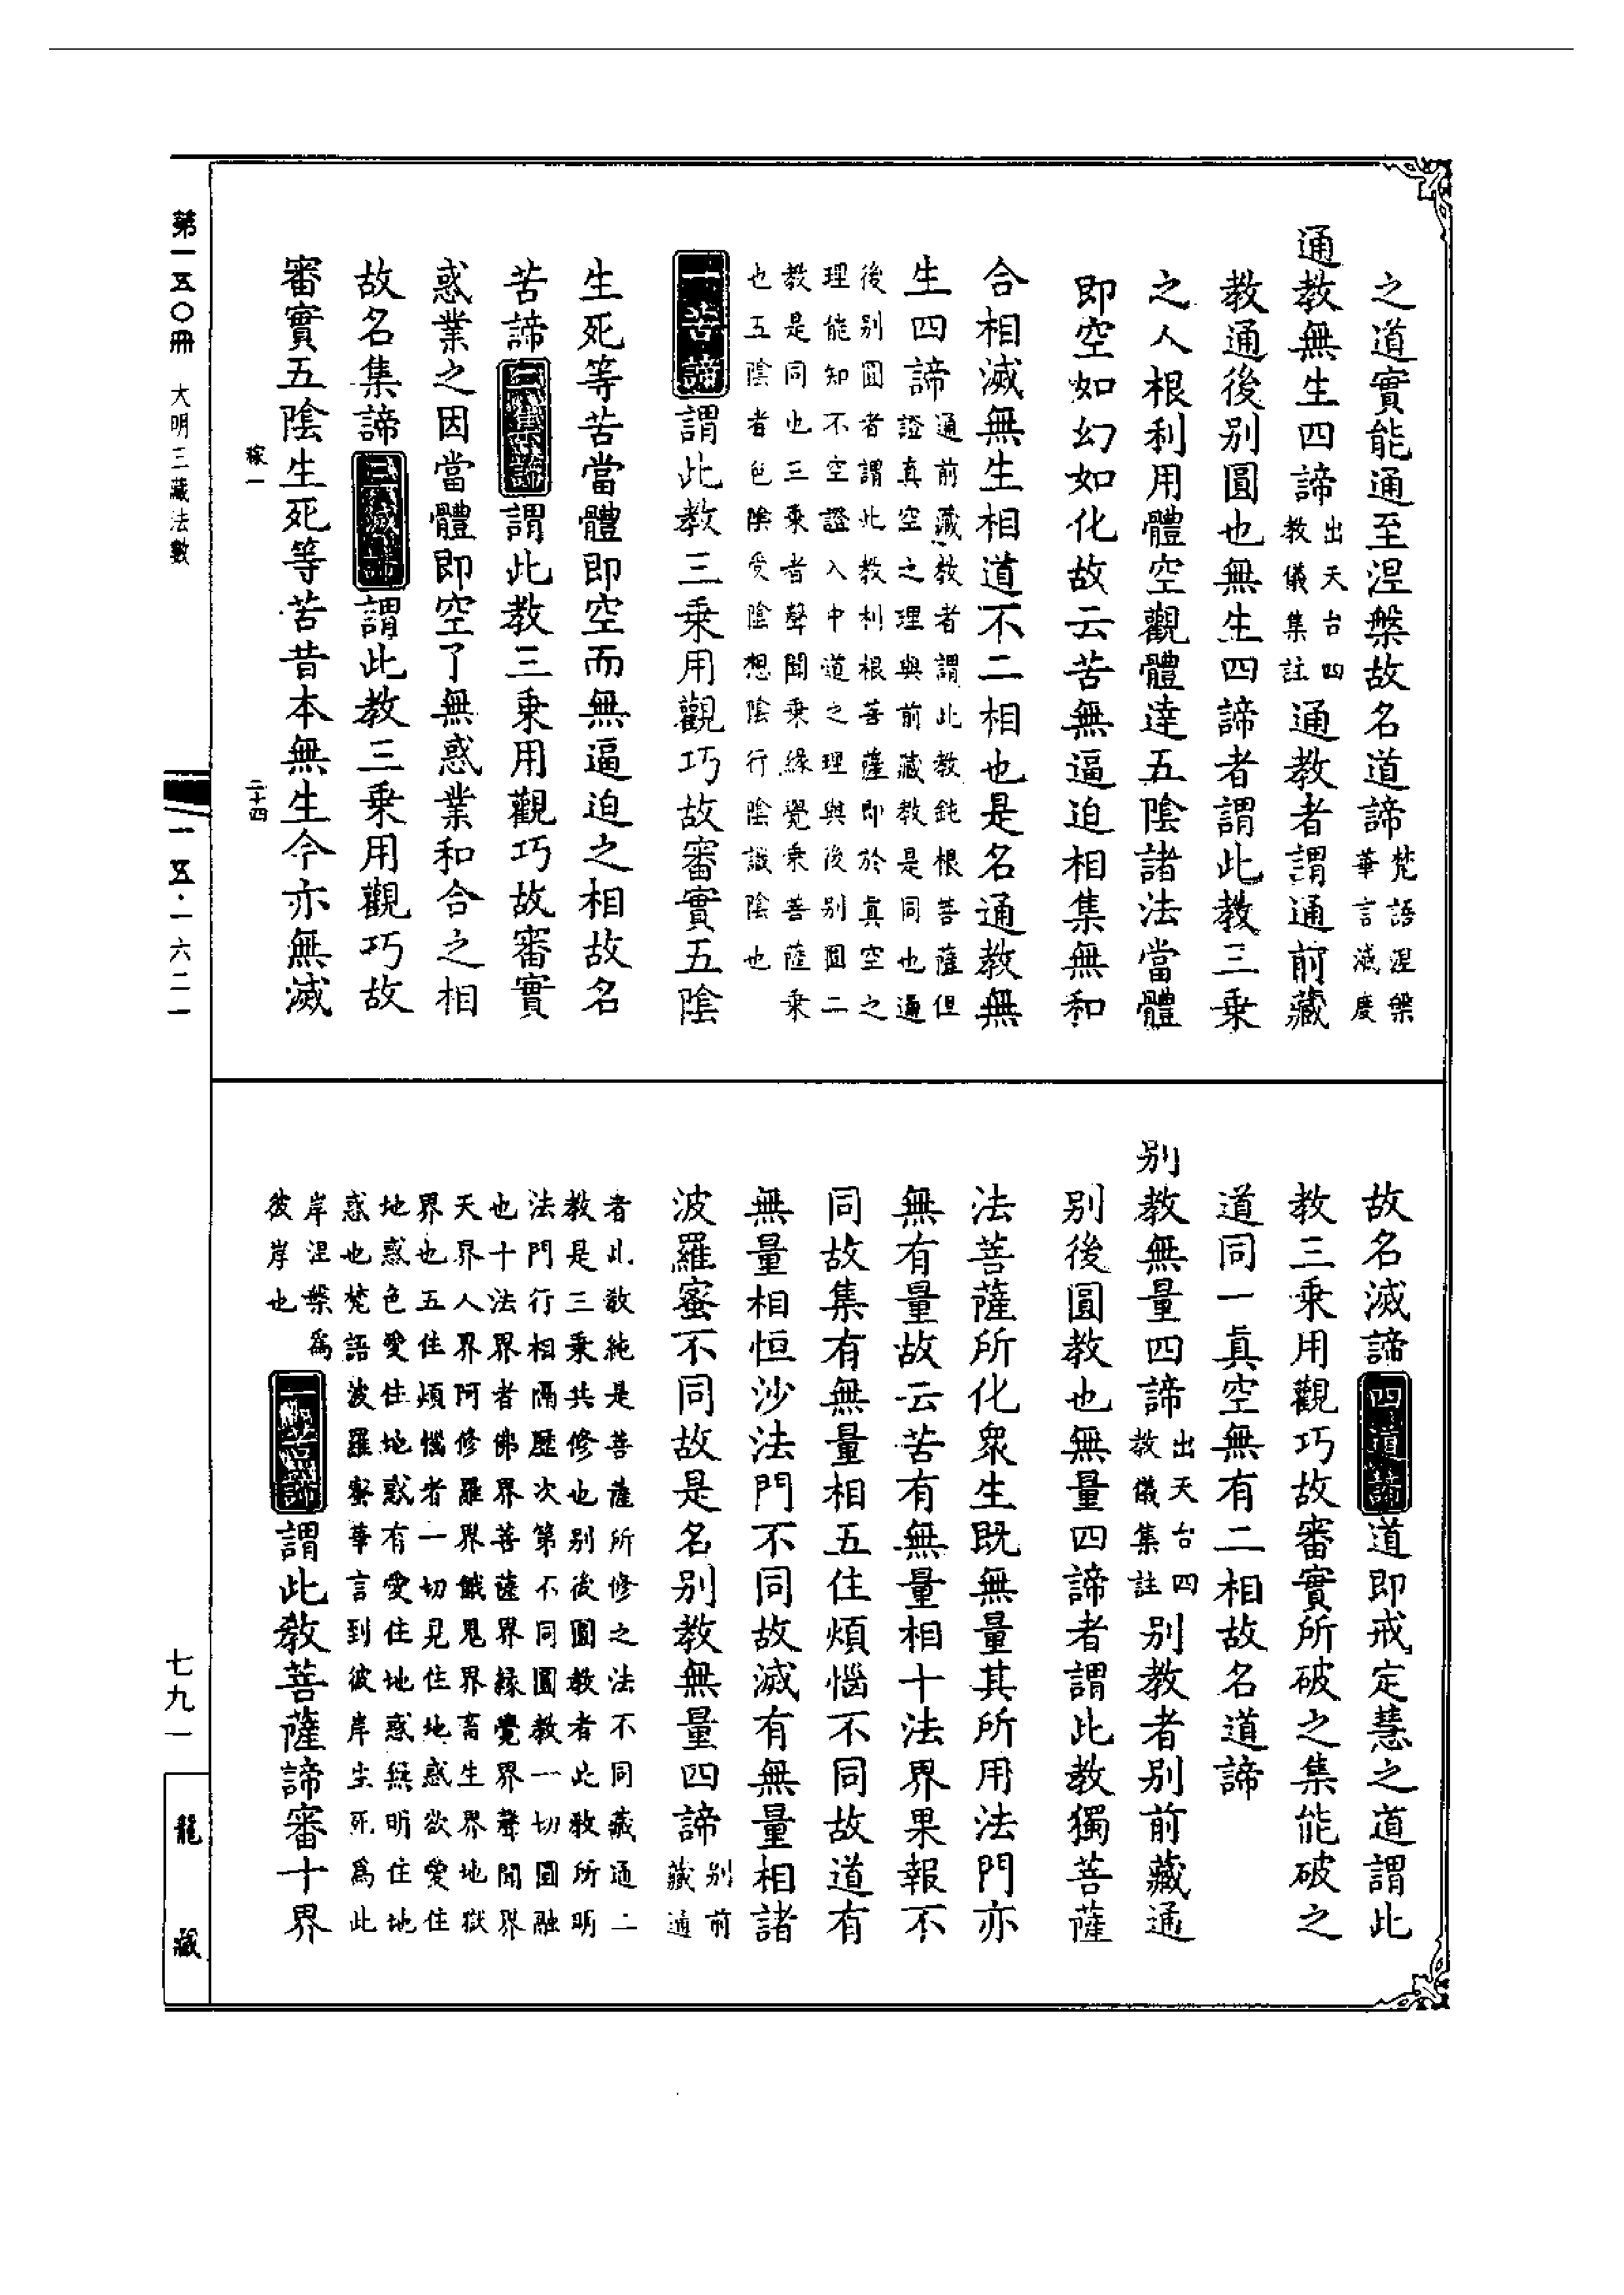 之道實能通至涅槃故名道諦梵語涅槃華言滅度
通教無生四諦出天台四教儀集註通教者謂通前藏
教通後别圓也無生四諦者謂此教三乗
之人根利用體空觀體達五陰諸法當體
即空如幻如化故云苦無逼迫相集無和
合相滅無生相道不二相也是名通教無
生四諦通前藏教者謂此教鈍根菩薩但證真空之理與前藏教是同也通
後别圓者謂此教利根菩薩即於真空之理能知不空證入中道之理與後别圓二
教是同也三乘者聲聞乘緣覺乘菩薩乘也五陰者色陰受陰想陰行陰識陰也
一苦諦謂此教三乘用觀巧故審實五陰
生死等苦當體即空而無逼迫之相故名
苦諦二集諦謂此教三乗用觀巧故審實
惑業之因當體即空了無惑業和合之相
故名集諦三滅諦謂此教三乘用觀巧故
審實五陰生死等苦昔本無生今亦無滅
故名滅諦四道諦道即戒定慧之道謂此
教三乗用觀巧故審實所破之集能破之
道同一真空無有二相故名道諦
别教無量四諦出天台四教儀集註别教者别前藏通
别後圓教也無量四諦者謂此教獨菩薩
法菩薩所化衆生既無量其所用法門亦
無有量故云苦有無量相十法界果報不
同故集有無量相五住煩惱不同故道有
無量相恒沙法門不同故滅有無量相諸
波羅蜜不同故是名别教無量四諦别前藏通
者此教純是菩薩所修之法不同藏通二教是三乘共修也别後圓教者此教所明
法門行相隔歷次第不同圓教一切圓融也十法界者佛界菩薩界緣覺界聲聞界
天界人界阿修羅界餓鬼界畜生界地獄界也五住煩惱者一切見住地惑欲愛住
地惑色愛住地惑有愛住地惑無明住地惑也梵語波羅蜜華言到彼岸生死為此
岸涅槃為彼岸也一苦諦謂此教菩薩諦審十界
第一五〇冊 大明三藏法數
稼一 二十四
一五·一六二一
七九一
龍藏